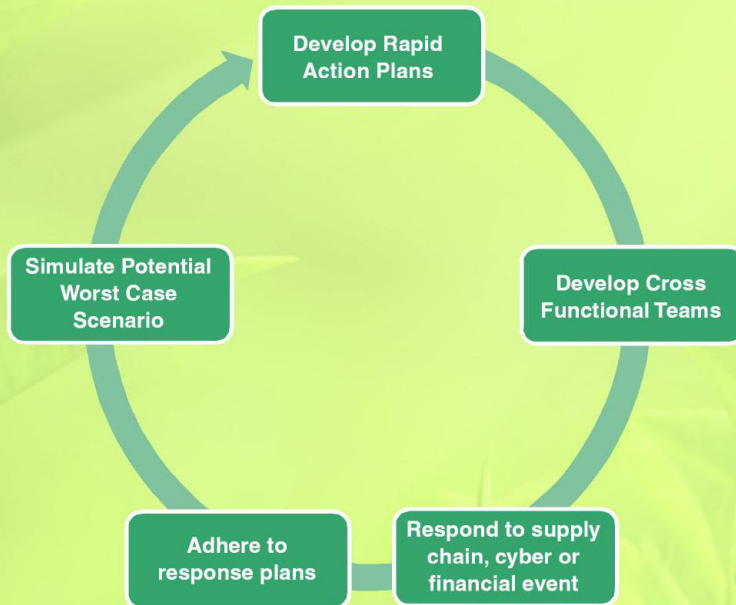 Develop Rapid
Action Plans
Develop Cross
Functional Teams
Respond to supply
chain, cyber or
financial event
Adhere to
response plans
Simulate Potential
Worst Case
Scenario